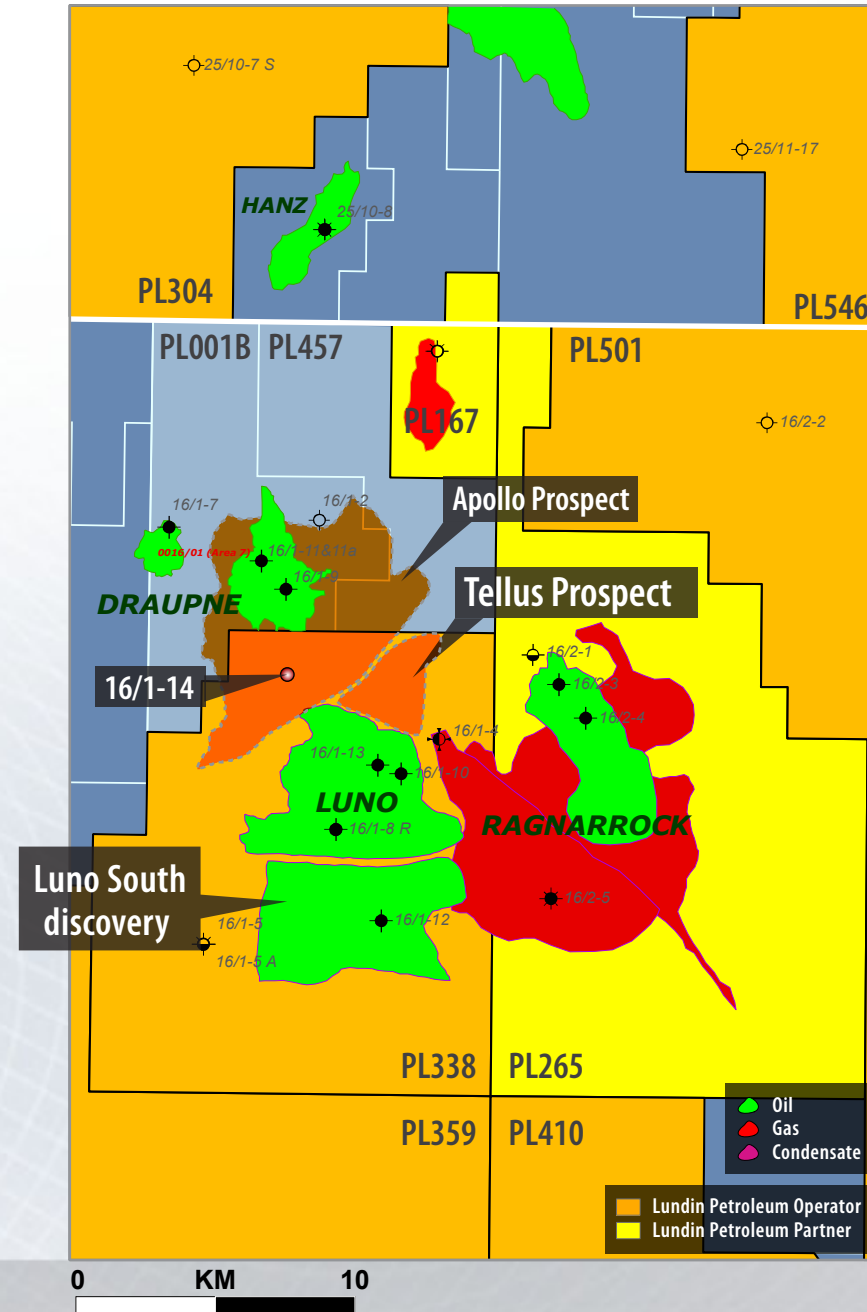 25/10-7 S
25/11-17
HANZ
25/10-8
PL304
PL546
PL001B
PL457
PL501
PL167
16/2-2
16/1-7
16/1-2
Apollo Prospect
0016/01 (Area 7)
16/1-11&11a
16/1-9
DRAUPNE
Tellus Prospect
16/2-1
16/1-14
16/2-3
16/2-4
16/1-4
16/1-13
16/1-10
LUNO
16/1-8 R
RAGNARROCK
Luno South
discovery
16/2-5
16/1-5
16/1-12
16/1-5 A
PL338
PL265
Oil
PL359
PL410
Gas
Condensate
Lundin Petroleum Operator
Lundin Petroleum Partner
0 KM 10